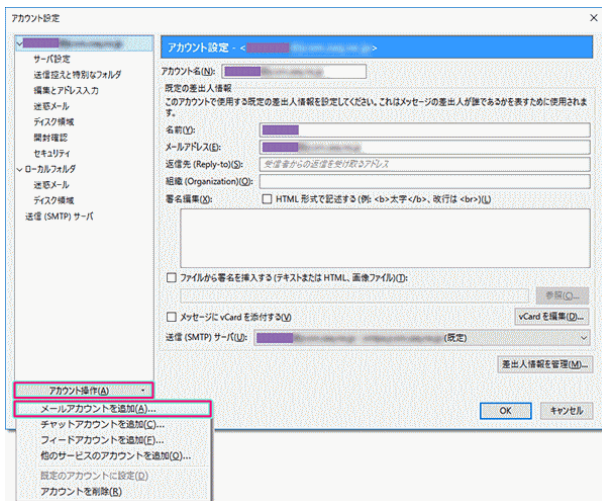 アカウント設定
サーバ設定
送信控えと特別なフォルダ
編集とアドレス入力
迷惑メール
ディスク領域
開封確認
セキュリティ
ローカルフォルダ
迷惑メール
ディスク領域
送信 (SMTP) サーバ
アカウント設定 - <
アカウント名(N):
既定の差出人情報
このアカウントで使用する既定の差出人情報を設定してください。これはメッセージの差出人が誰であるかを表すために使用されま
す。
名前(Y):
メールアドレス(E):
返信先 (Reply-to)(S): 受信者からの返信を受け取るアドレス
組織 (Organization)(O):
署名編集(X): HTML 形式で記述する (例: <b>太字</b>、改行は <br>)(L)
ファイルから署名を挿入する (テキストまたは HTML、画像ファイル)(T):
参照(C)...
メッセージに vCard を添付する(V) vCard を編集(D)...
送信 (SMTP) サーバ(U): (既定)
差出人情報を管理(M)...
OK キャンセル
アカウント操作(A)
メールアカウントを追加(A)...
チャットアカウントを追加(C)...
フィードアカウントを追加(F)...
他のサービスのアカウントを追加(O)...
既定のアカウントに設定(D)
アカウントを削除(R)